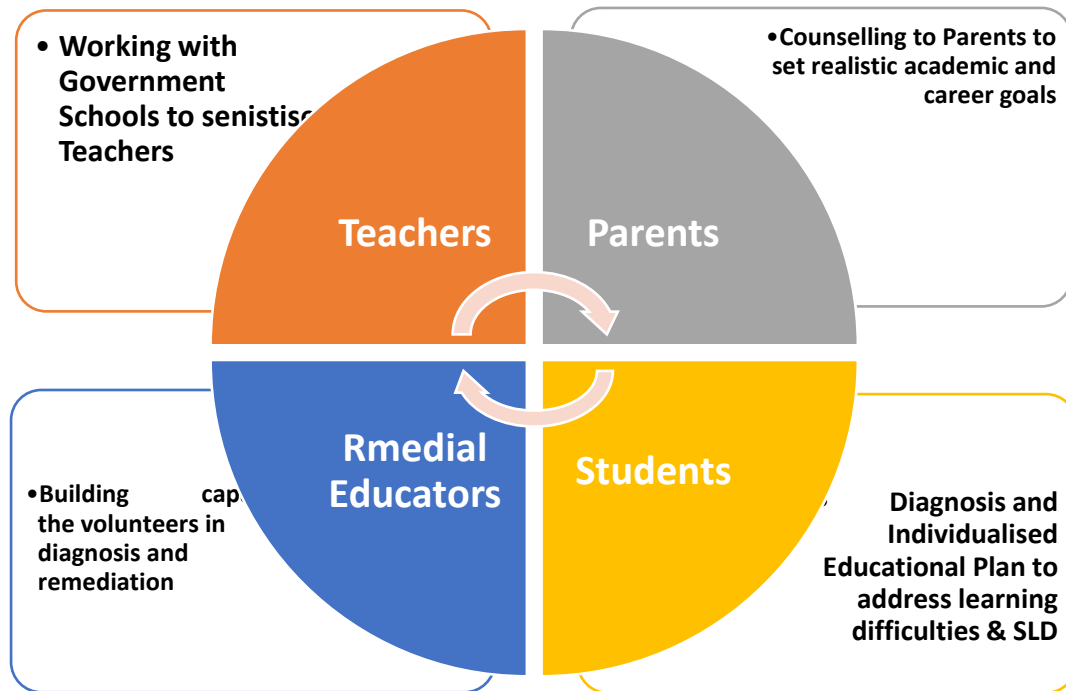 • Working with
Government
Schools to senistise
Teachers
•Counselling to Parents to
set realistic academic and
career goals
Teachers
Parents
Rmedial
Educators
Students
•Building
the volunteers in
diagnosis and
remediation
Diagnosis and
Individualised
Educational Plan to
address learning
difficulties & SLD